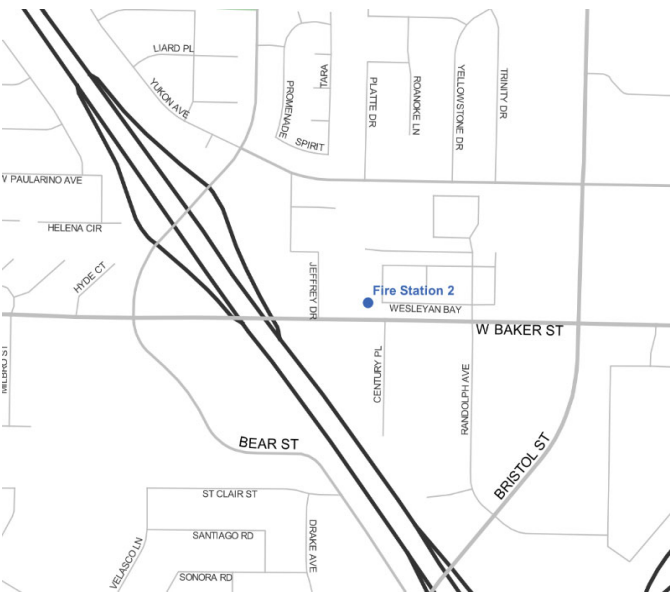 LIARD PL
YUKON AVE
PROMENADE
TARA
SPIRIT
PLATTE DR
ROANOKE LN
YELLOWSTONE DR
TRINITY DR
W PAULARINO AVE
HELENA CIR
HYDE CT
JEFFREY DR
Fire Station 2
WESLEYAN BAY
W BAKER ST
MILBRO ST
CENTURY PL
RANDOLPH AVE
BEAR ST
BRISTOL ST
ST CLAIR ST
SANTIAGO RD
DRAKE AVE
VELASCO LN
SONORA RD